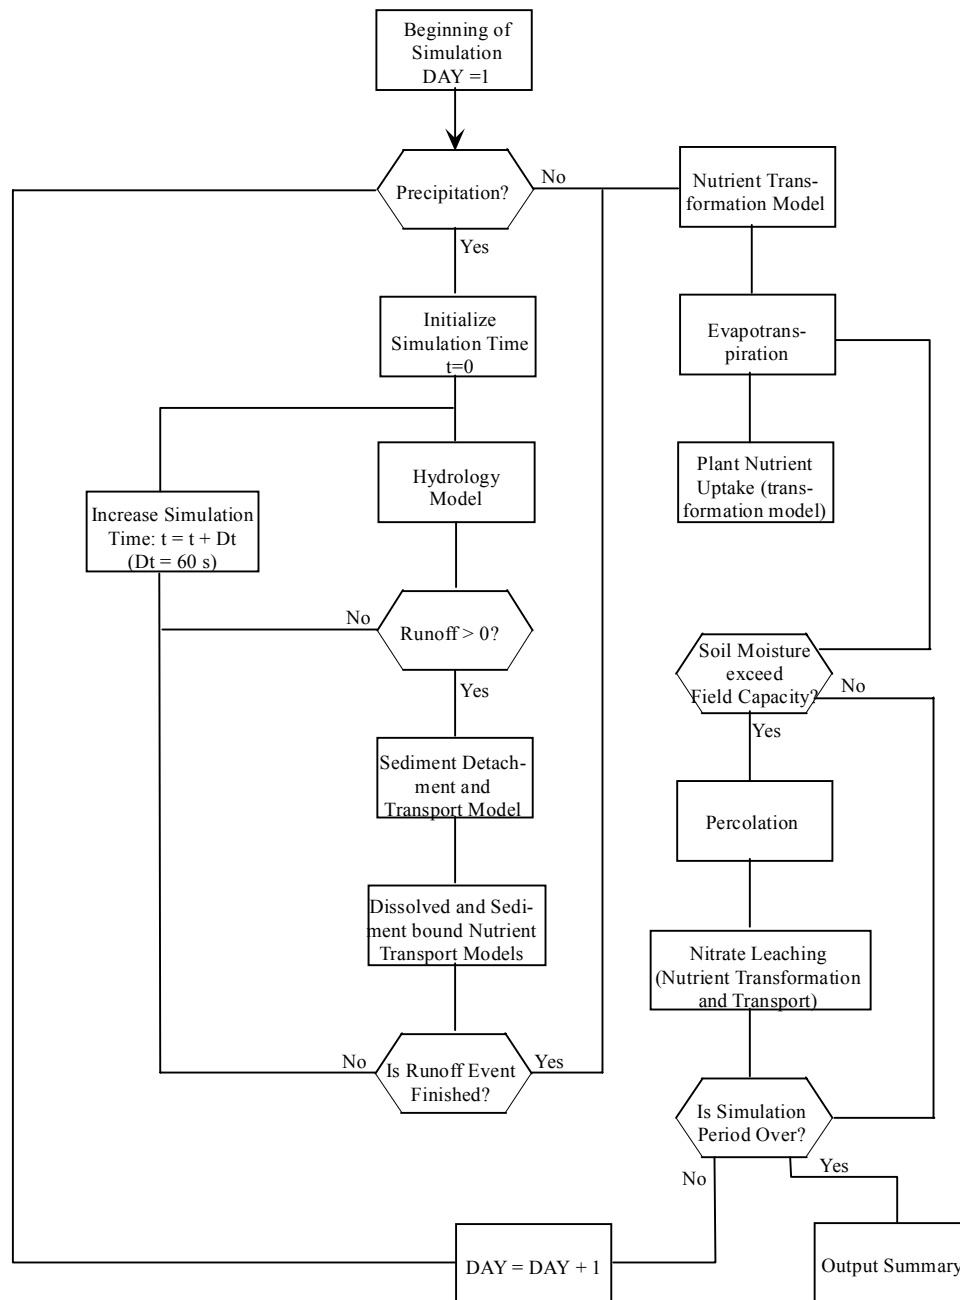 Beginning of
Simulation
DAY =1
Precipitation?
No
Yes
Nutrient Trans-
formation Model
Initialize
Simulation Time
t=0
Evapotrans-
piration
Hydrology
Model
Plant Nutrient
Uptake (trans-
formation model)
Increase Simulation
Time: t = t + Dt
(Dt = 60 s)
No
Runoff > 0?
Yes
Soil Moisture
exceed
Field Capacity?
No
Yes
Sediment Detach-
ment and
Transport Model
Percolation
Dissolved and Sedi-
ment bound Nutrient
Transport Models
Nitrate Leaching
(Nutrient Transformation
and Transport)
No
Is Runoff Event
Finished?
Yes
Is Simulation
Period Over?
No
Yes
DAY = DAY + 1
Output Summary